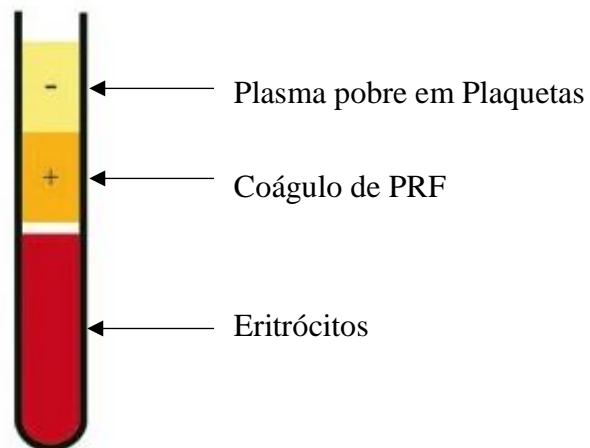 -
Plasma pobre em Plaquetas
+
Coágulo de PRF
Eritrócitos